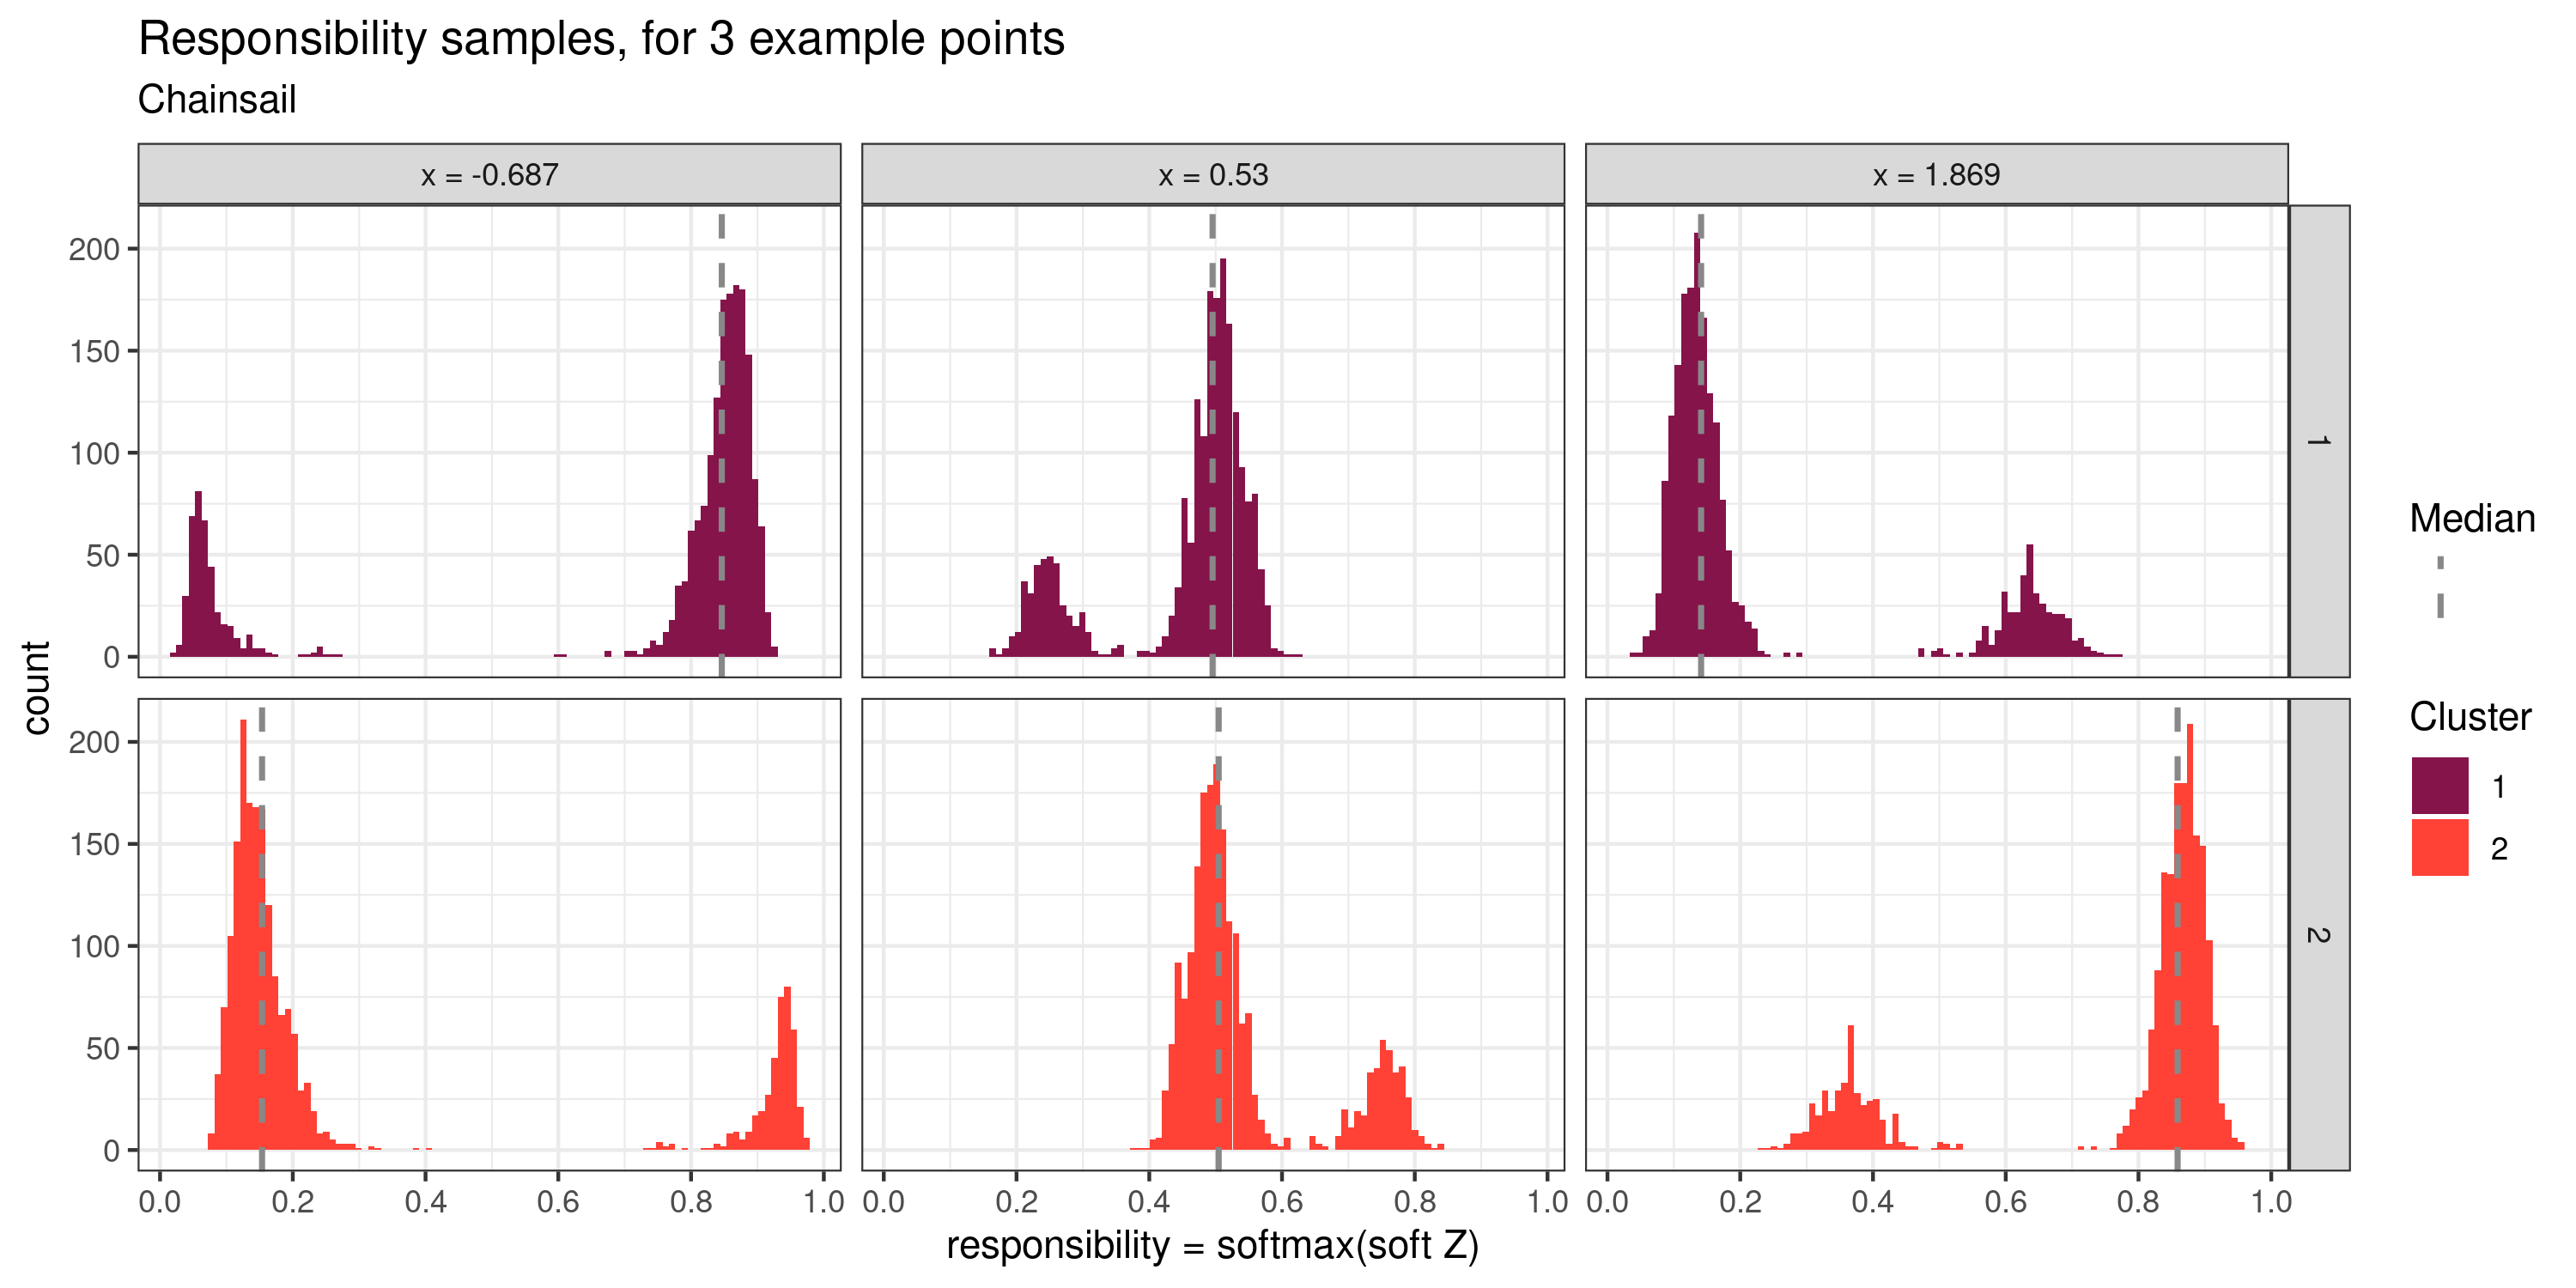 Responsibility samples, for 3 example points
Chainsail
x = -0.687
x = 0.53
x = 1.869
200
150
100
50
0
1
200
150
100
50
0
2
count
0.0 0.2 0.4 0.6 0.8 1.0
0.0 0.2 0.4 0.6 0.8 1.0
0.0 0.2 0.4 0.6 0.8 1.0
responsibility = softmax(soft Z)
Median
Cluster
1
2